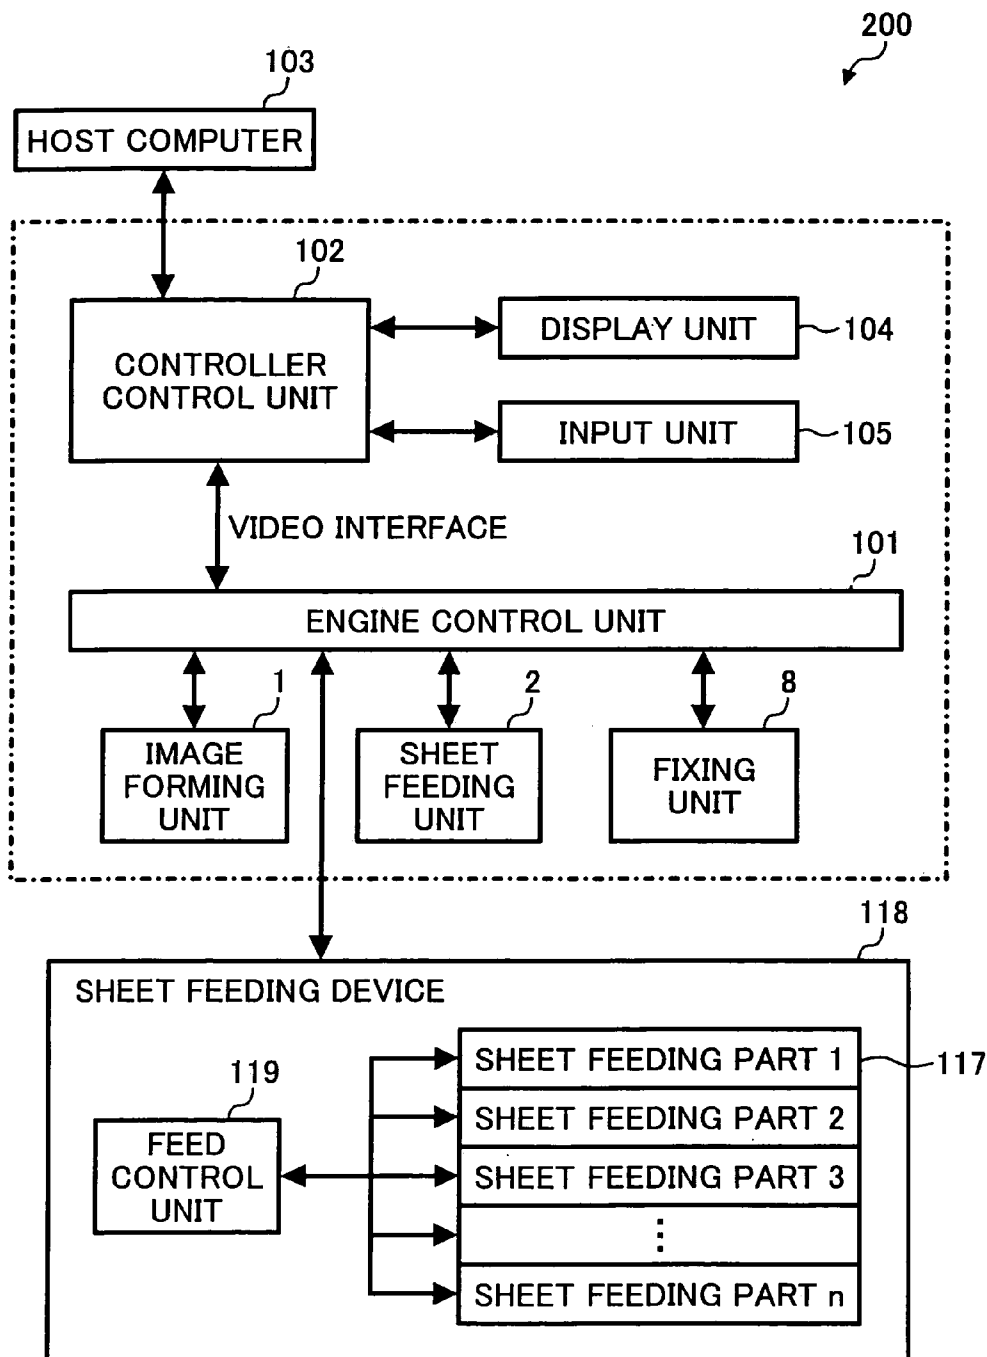 200
103
HOST COMPUTER
102
CONTROLLER
CONTROL UNIT
DISPLAY UNIT
104
INPUT UNIT
105
VIDEO INTERFACE
101
ENGINE CONTROL UNIT
1
IMAGE
FORMING
UNIT
2
SHEET
FEEDING
UNIT
8
FIXING
UNIT
118
SHEET FEEDING DEVICE
119
FEED
CONTROL
UNIT
SHEET FEEDING PART 1
117
SHEET FEEDING PART 2
SHEET FEEDING PART 3
⋮
SHEET FEEDING PART n